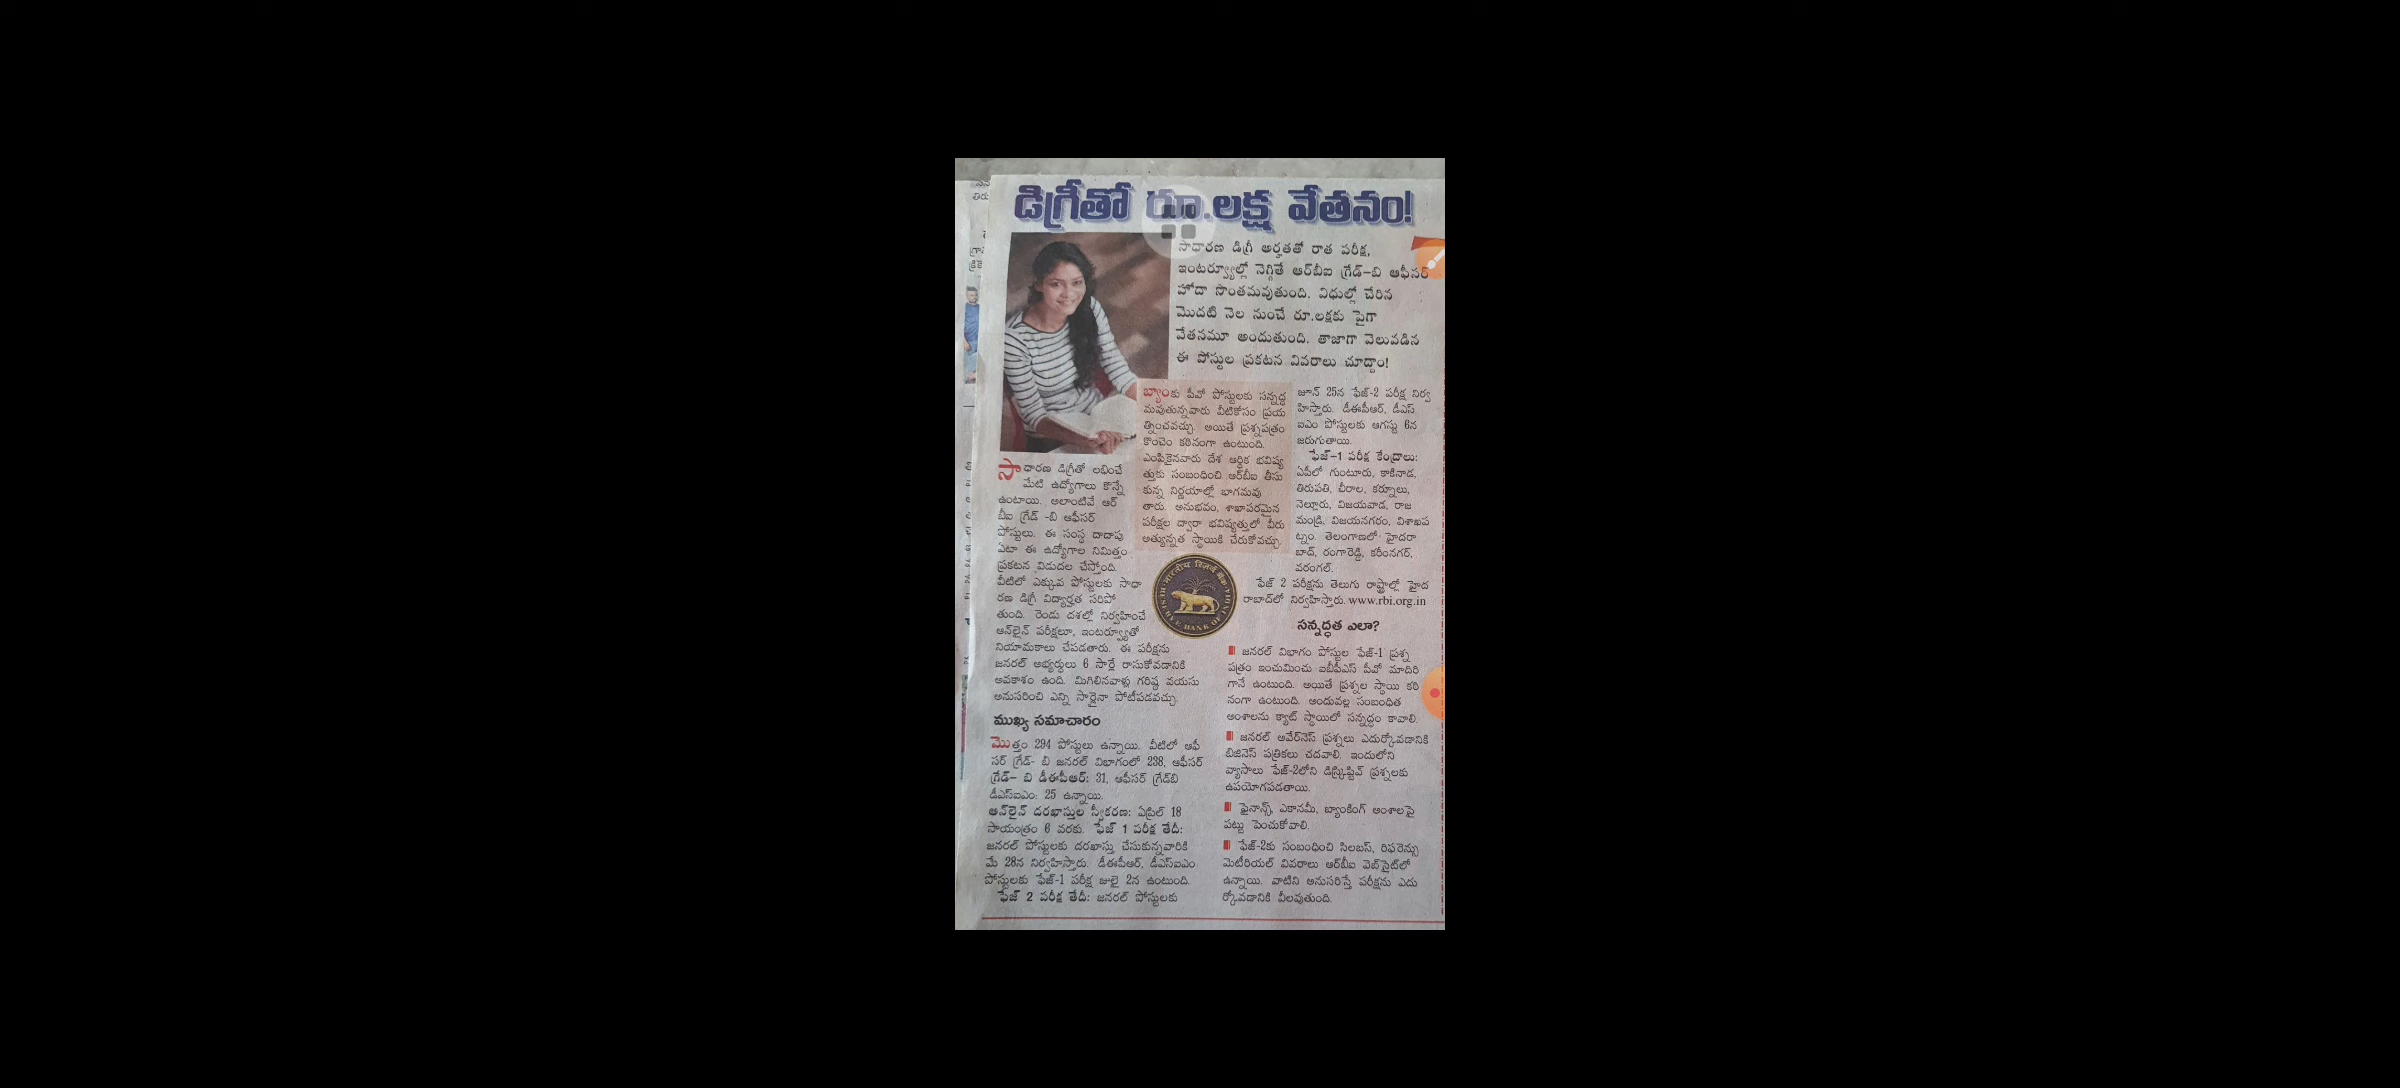 డిగ్రీతో రూ.లక్ష వేతనం!
సాధారణ డిగ్రీ అర్హతతో రాత పరీక్ష,
ఇంటర్వ్యూల్లో నెగ్గితే ఆర్‌బీఐ గ్రేడ్–బి ఆఫీసర్
హోదా సొంతమవుతుంది. విధుల్లో చేరిన
మొదటి నెల నుంచే రూ.లక్షకు పైగా
వేతనమూ అందుతుంది. తాజాగా వెలువడిన
ఈ పోస్టుల ప్రకటన వివరాలు చూద్దాం!
సాధారణ డిగ్రీతో లభించే
మేటి ఉద్యోగాలు కొన్నే
ఉంటాయి. అలాంటివే ఆర్
బీఐ గ్రేడ్ -బి ఆఫీసర్
పోస్టులు. ఈ సంస్థ దాదాపు
ఏటా ఈ ఉద్యోగాల నిమిత్తం
ప్రకటన విడుదల చేస్తోంది.
వీటిలో ఎక్కువ పోస్టులకు సాధా
రణ డిగ్రీ విద్యార్హత సరిపో
తుంది. రెండు దశల్లో నిర్వహించే
ఆన్‌లైన్ పరీక్షలూ, ఇంటర్వ్యూతో
నియామకాలు చేపడతారు. ఈ పరీక్షను
జనరల్ అభ్యర్థులు 6 సార్లే రాసుకోవడానికి
అవకాశం ఉంది. మిగిలినవాళ్లు గరిష్ఠ వయసు
అనుసరించి ఎన్ని సార్లైనా పోటీపడవచ్చు.
ముఖ్య సమాచారం
మొత్తం 294 పోస్టులు ఉన్నాయి. వీటిలో ఆఫీ
సర్ గ్రేడ్- బి జనరల్ విభాగంలో 238, ఆఫీసర్
గ్రేడ్– బి డీఈపీఆర్: 31, ఆఫీసర్ గ్రేడ్‌బి
డీఎస్ఐఎం: 25 ఉన్నాయి.
ఆన్‌లైన్ దరఖాస్తుల స్వీకరణ: ఏప్రిల్ 18
సాయంత్రం 6 వరకు. ఫేజ్ 1 పరీక్ష తేదీ:
జనరల్ పోస్టులకు దరఖాస్తు చేసుకున్నవారికి
మే 28న నిర్వహిస్తారు. డీఈపీఆర్, డీఎస్ఐఎం
పోస్టులకు ఫేజ్-1 పరీక్ష జులై 2న ఉంటుంది.
ఫేజ్ 2 పరీక్ష తేదీ: జనరల్ పోస్టులకు
బ్యాంకు పీవో పోస్టులకు సన్నద్ధ
మవుతున్నవారు వీటికోసం ప్రయ
త్నించవచ్చు. అయితే ప్రశ్నపత్రం
కొంచెం కఠినంగా ఉంటుంది.
ఎంపికైనవారు దేశ ఆర్థిక భవిష్య
త్తుకు సంబంధించి ఆర్‌బీఐ తీసు
కున్న నిర్ణయాల్లో భాగమవు
తారు. అనుభవం, శాఖాపరమైన
పరీక్షల ద్వారా భవిష్యత్తులో వీరు
అత్యున్నత స్థాయికి చేరుకోవచ్చు.
भारतीय रिज़र्व बैंक
RESERVE BANK OF INDIA
జూన్ 25న ఫేజ్-2 పరీక్ష నిర్వ
హిస్తారు. డీఈపీఆర్, డీఎస్
ఐఎం పోస్టులకు ఆగస్టు 6న
జరుగుతాయి.
ఫేజ్–1 పరీక్ష కేంద్రాలు:
ఏపీలో గుంటూరు, కాకినాడ,
తిరుపతి, చీరాల, కర్నూలు,
నెల్లూరు, విజయవాడ, రాజ
మండ్రి, విజయనగరం, విశాఖప
ట్నం. తెలంగాణలో హైదరా
బాద్, రంగారెడ్డి, కరీంనగర్,
వరంగల్.
ఫేజ్ 2 పరీక్షను తెలుగు రాష్ట్రాల్లో హైద
రాబాద్‌లో నిర్వహిస్తారు. www.rbi.org.in
సన్నద్ధత ఎలా?
జనరల్ విభాగం పోస్టుల ఫేజ్-1 ప్రశ్న
పత్రం ఇంచుమించు ఐబీపీఎస్ పీవో మాదిరి
గానే ఉంటుంది. అయితే ప్రశ్నల స్థాయి కఠి
నంగా ఉంటుంది. అందువల్ల సంబంధిత
అంశాలను క్యాట్ స్థాయిలో సన్నద్ధం కావాలి.
జనరల్ అవేర్‌నెస్ ప్రశ్నలు ఎదుర్కోవడానికి
బిజినెస్ పత్రికలు చదవాలి. ఇందులోని
వ్యాసాలు ఫేజ్-2లోని డిస్క్రిప్టివ్ ప్రశ్నలకు
ఉపయోగపడతాయి.
ఫైనాన్స్, ఎకానమీ, బ్యాంకింగ్ అంశాలపై
పట్టు పెంచుకోవాలి.
ఫేజ్-2కు సంబంధించి సిలబస్, రిఫరెన్సు
మెటీరియల్ వివరాలు ఆర్‌బీఐ వెబ్‌సైట్‌లో
ఉన్నాయి. వాటిని అనుసరిస్తే పరీక్షను ఎదు
ర్కోవడానికి వీలవుతుంది.